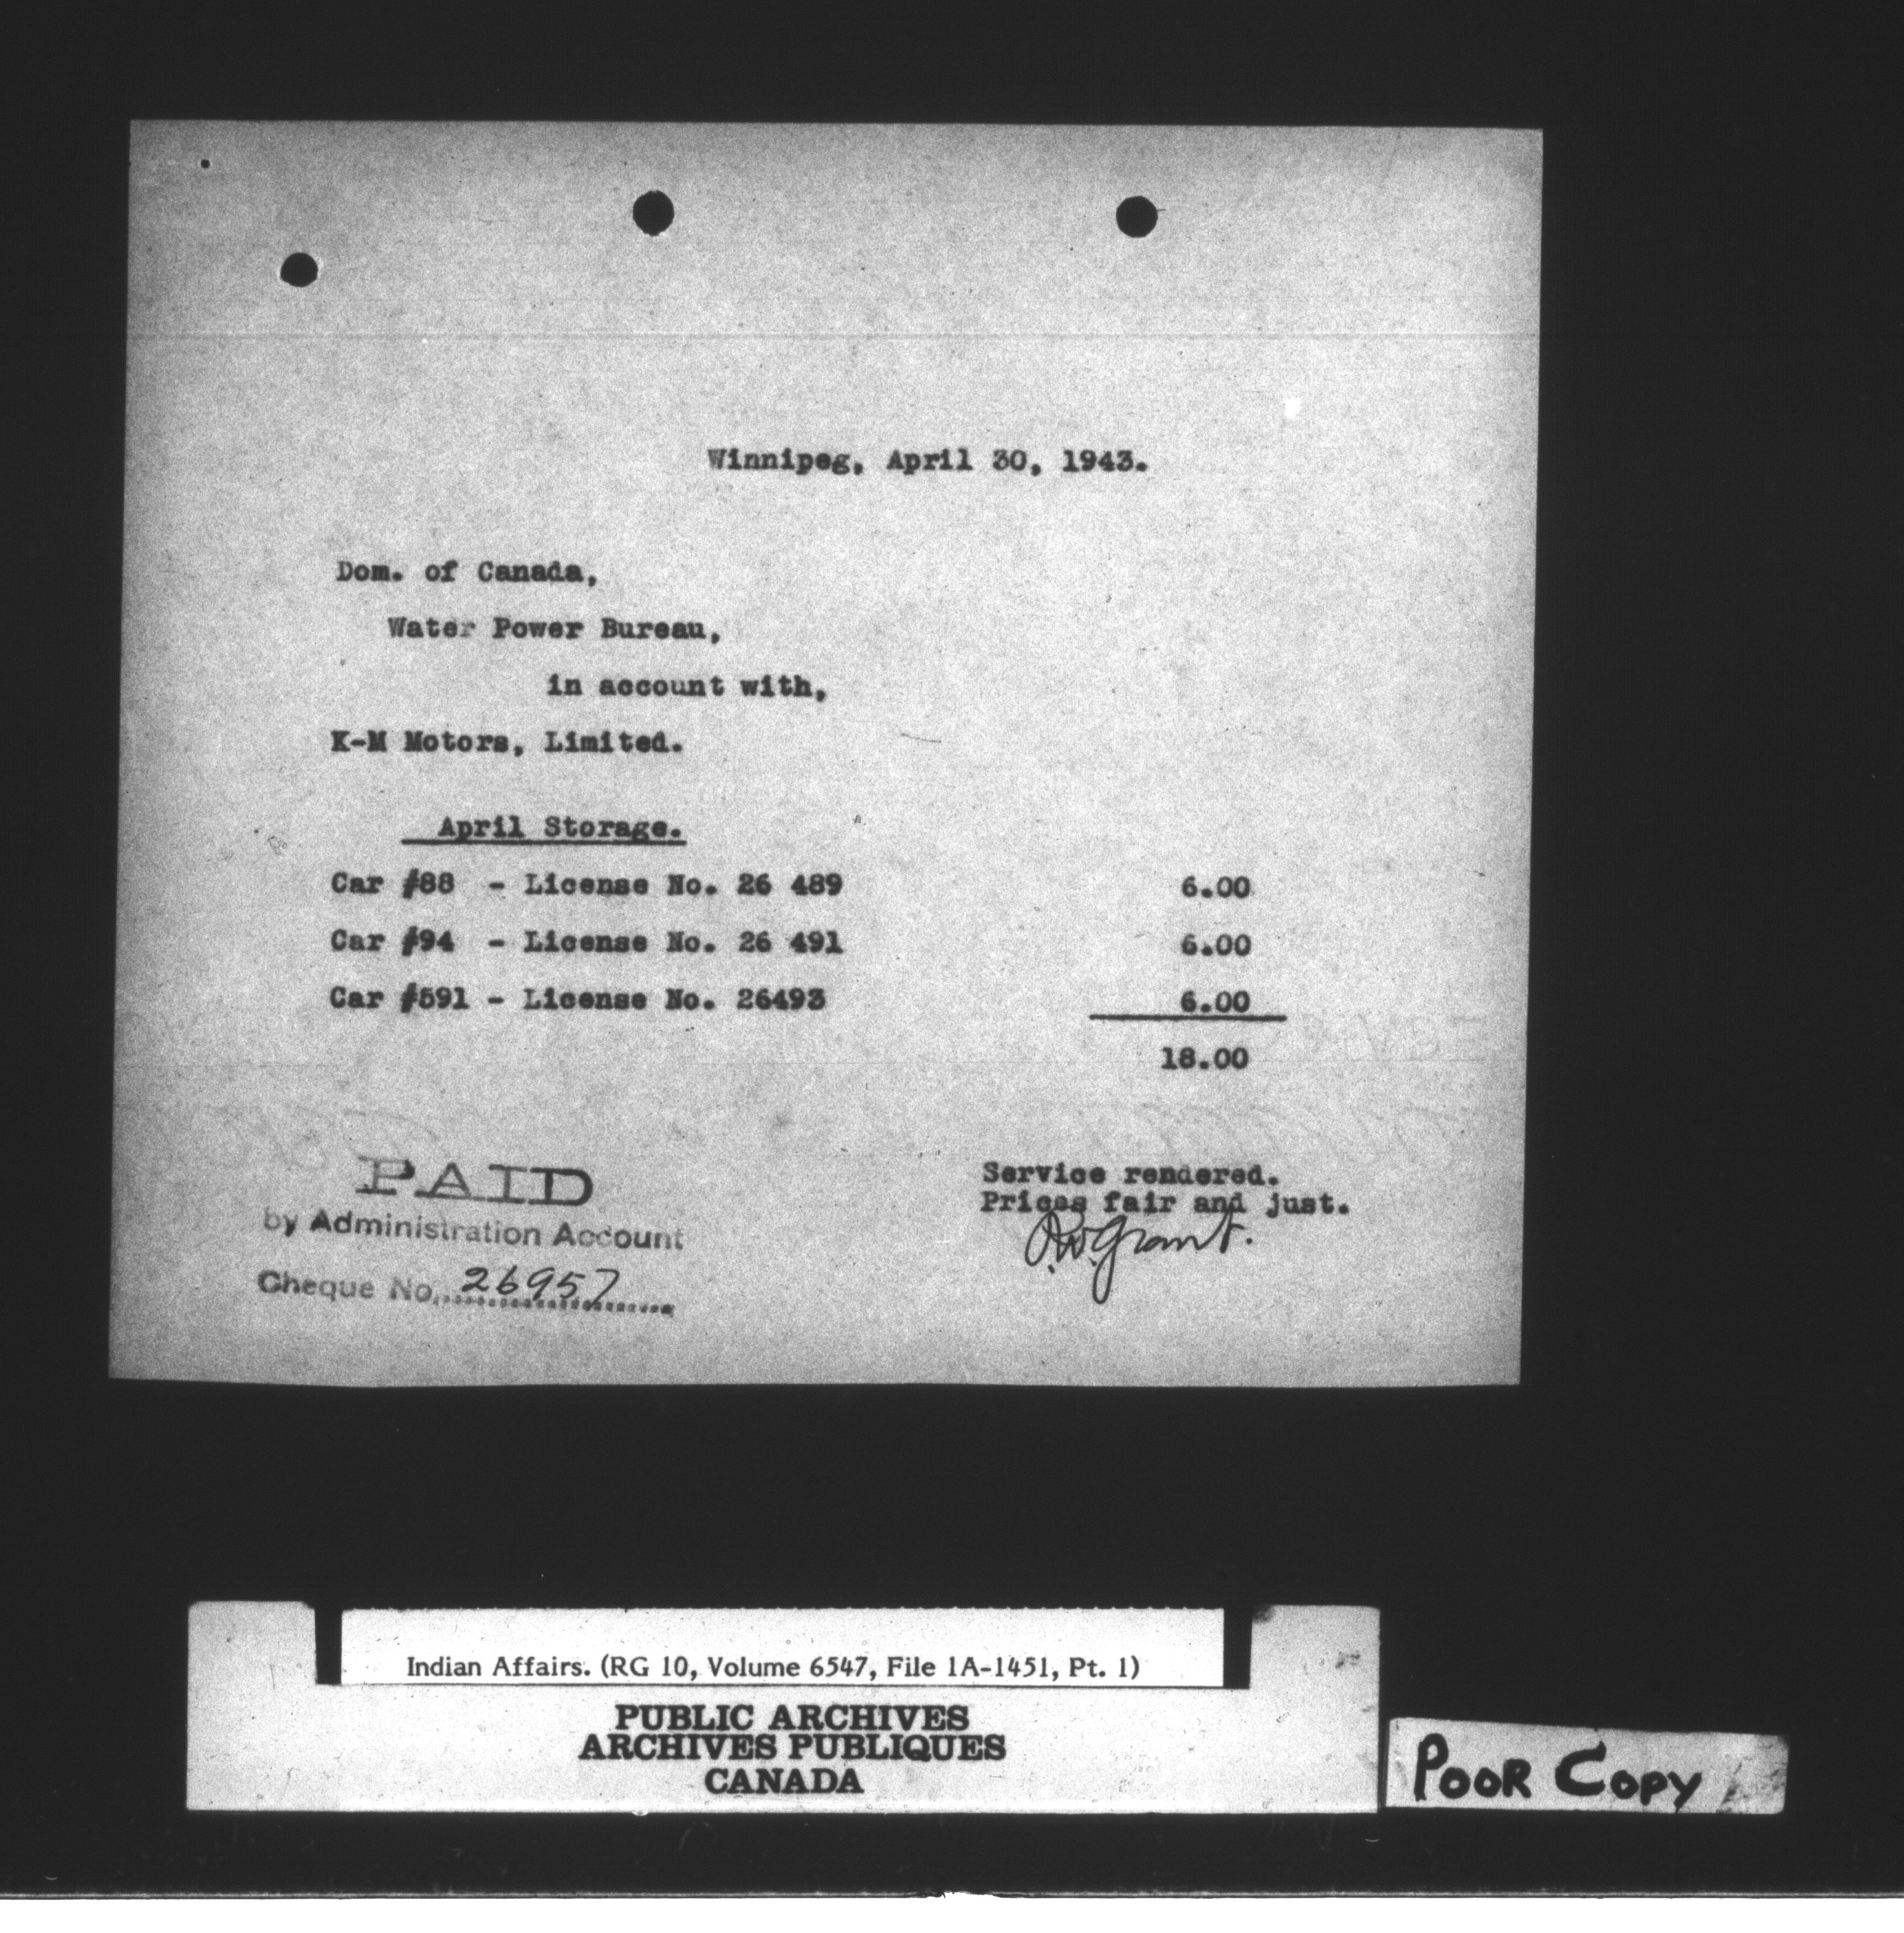 Winnipeg, April 30, 1943.
Dom. of Canada,
Water Power Bureau,
in account with,
K-M Motors, Limited.
April Storage.
Car #88 - License No. 26 489 6.00
Car #94 - License No. 26 491 6.00
Car #591 - License No. 26493 6.00
18.00
Service rendered.
Prices fair and just.
R.W. Grant.
PAID
by Administration Account
Cheque No. 26957
Indian Affairs. (RG 10, Volume 6547, File 1A-1451, Pt. 1)
PUBLIC ARCHIVES
ARCHIVES PUBLIQUES
CANADA
POOR COPY